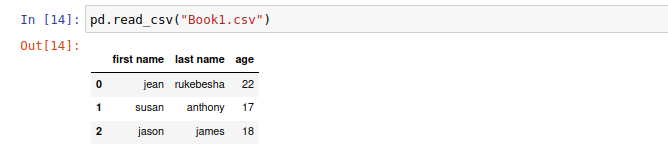 In [14]: pd.read_csv("Book1.csv")
Out[14]:
first name last name age
0 jean rukebesha 22
1 susan anthony 17
2 jason james 18